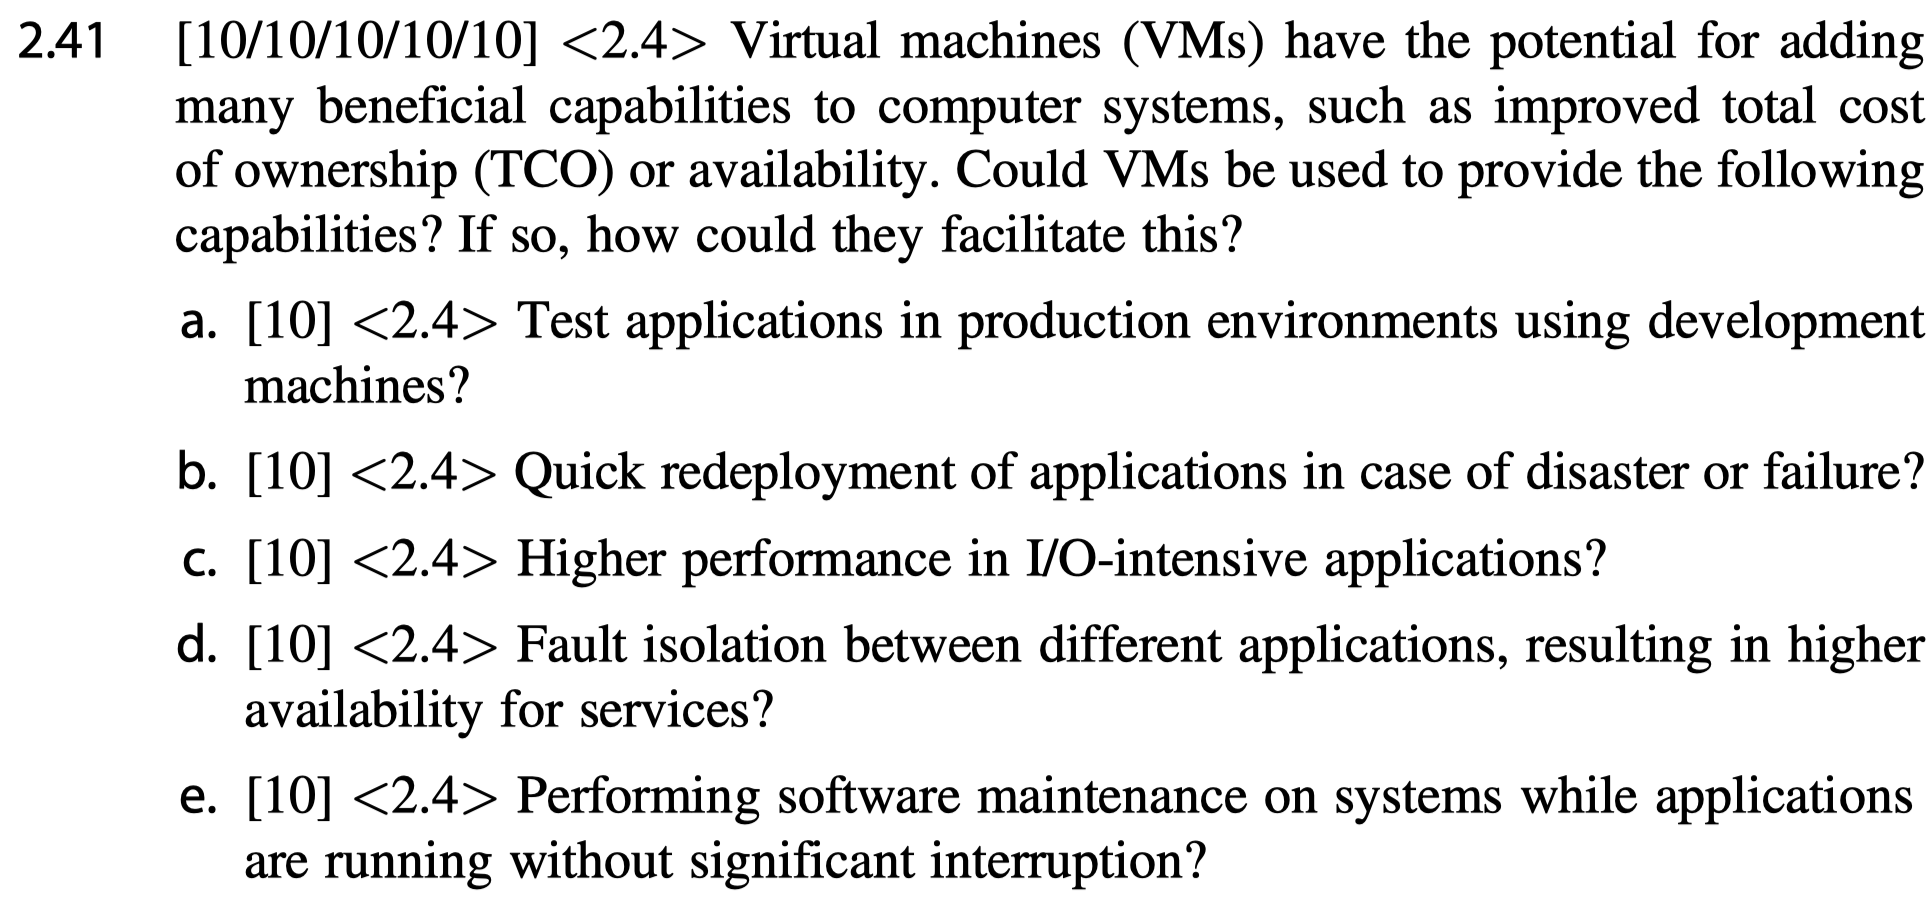 2.41 [10/10/10/10/10] <2.4> Virtual machines (VMs) have the potential for adding
many beneficial capabilities to computer systems, such as improved total cost
of ownership (TCO) or availability. Could VMs be used to provide the following
capabilities? If so, how could they facilitate this?
a. [10] <2.4> Test applications in production environments using development
machines?
b. [10] <2.4> Quick redeployment of applications in case of disaster or failure?
c. [10] <2.4> Higher performance in I/O-intensive applications?
d. [10] <2.4> Fault isolation between different applications, resulting in higher
availability for services?
e. [10] <2.4> Performing software maintenance on systems while applications
are running without significant interruption?